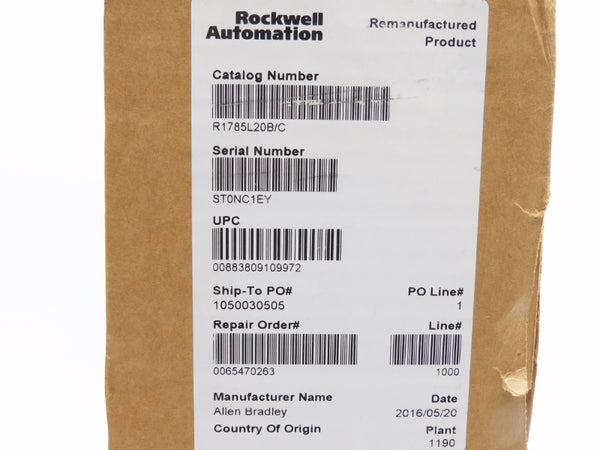 Rockwell Automation
Remanufactured Product
Catalog Number
R1785L20B/C
Serial Number
ST0NC1EY
UPC
00883809109972
Ship-To PO# PO Line#
1050030505 1
Repair Order# Line#
0065470263 1000
Manufacturer Name Date
Allen Bradley 2016/05/20
Country Of Origin Plant
1190